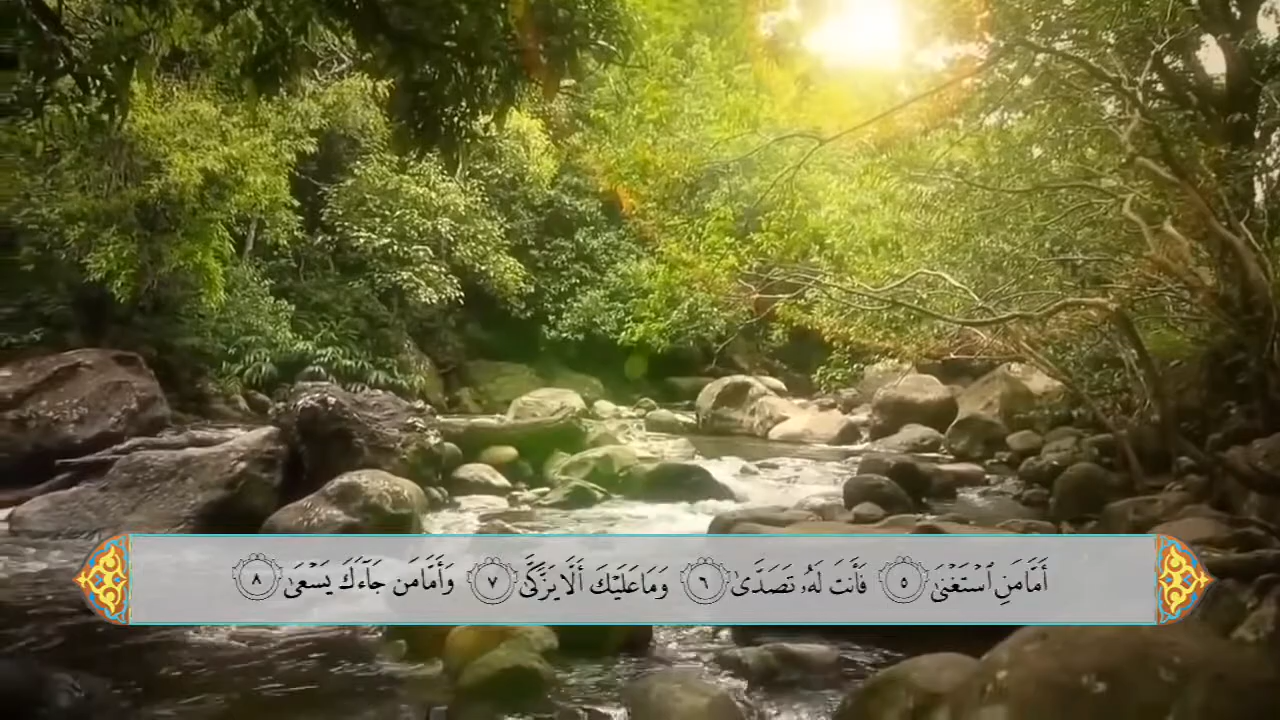 أَمَّا مَنِ ٱسْتَغْنَىٰ ٥ فَأَنتَ لَهُۥ تَصَدَّىٰ ٦ وَمَا عَلَيْكَ أَلَّا يَزَّكَّىٰ ٧ وَأَمَّا مَن جَآءَكَ يَسْعَىٰ ٨